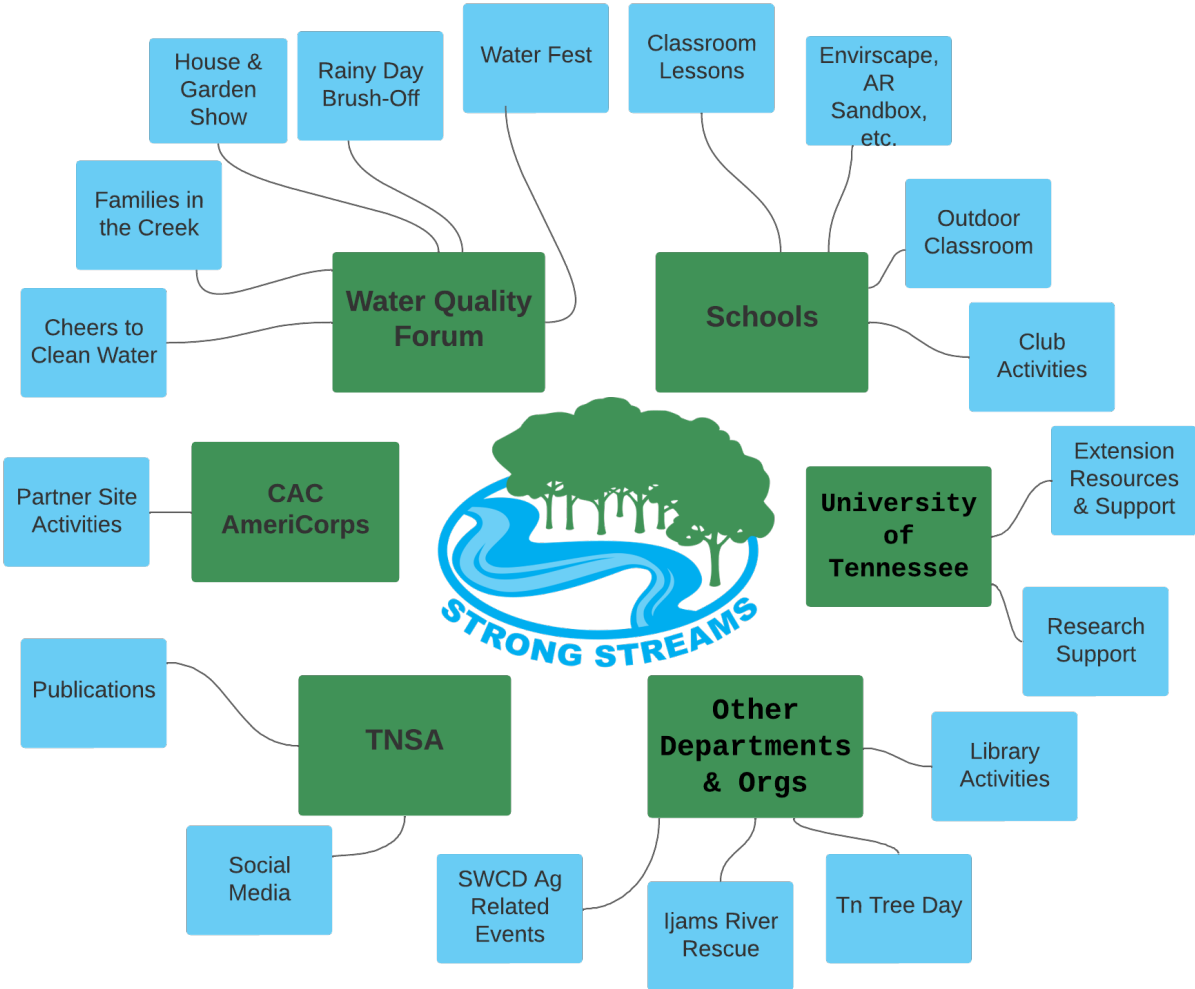 House &
Garden
Show
Rainy Day
Brush-Off
Water Fest
Classroom
Lessons
Envirscape,
AR
Sandbox,
etc.
Families in
the Creek
Outdoor
Classroom
Cheers to
Clean Water
Water Quality
Forum
Schools
Club
Activities
Partner Site
Activities
CAC
AmeriCorps
University
of
Tennessee
Extension
Resources
& Support
STRONG STREAMS
Research
Support
Publications
TNSA
Other
Departments
& Orgs
Library
Activities
Social
Media
SWCD Ag
Related
Events
Ijams River
Rescue
Tn Tree Day